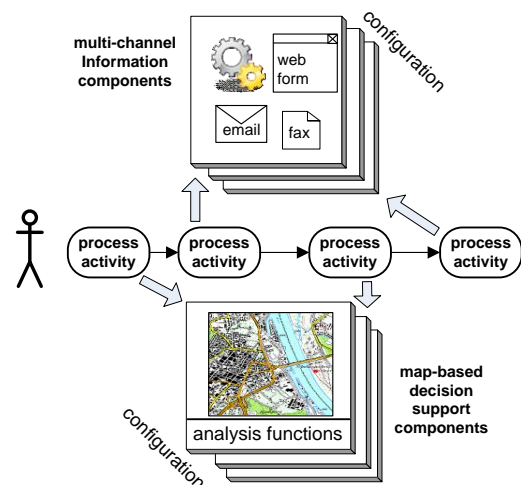 multi-channel
Information
components
configuration
web
form
email
fax
process
activity
process
activity
process
activity
process
activity
map-based
decision
support
components
analysis functions
configuration